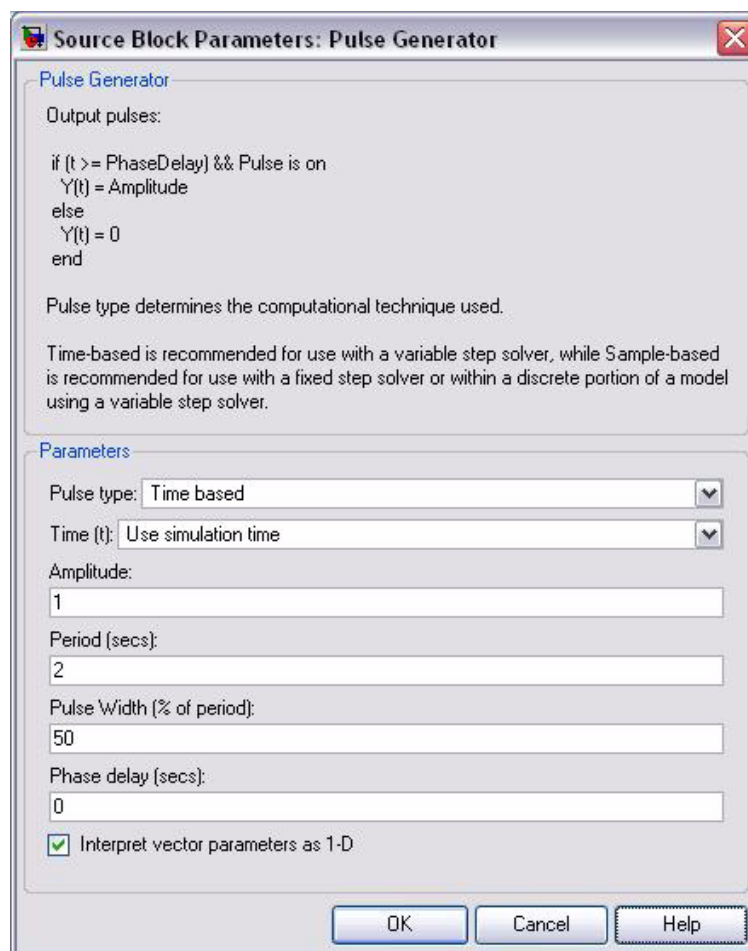 Source Block Parameters: Pulse Generator
Pulse Generator
Output pulses:
if (t >= PhaseDelay) && Pulse is on
Y(t) = Amplitude
else
Y(t) = 0
end
Pulse type determines the computational technique used.
Time-based is recommended for use with a variable step solver, while Sample-based
is recommended for use with a fixed step solver or within a discrete portion of a model
using a variable step solver.
Parameters
Pulse type: Time based
Time (t): Use simulation time
Amplitude:
1
Period (secs):
2
Pulse Width (% of period):
50
Phase delay (secs):
0
Interpret vector parameters as 1-D
OK Cancel Help